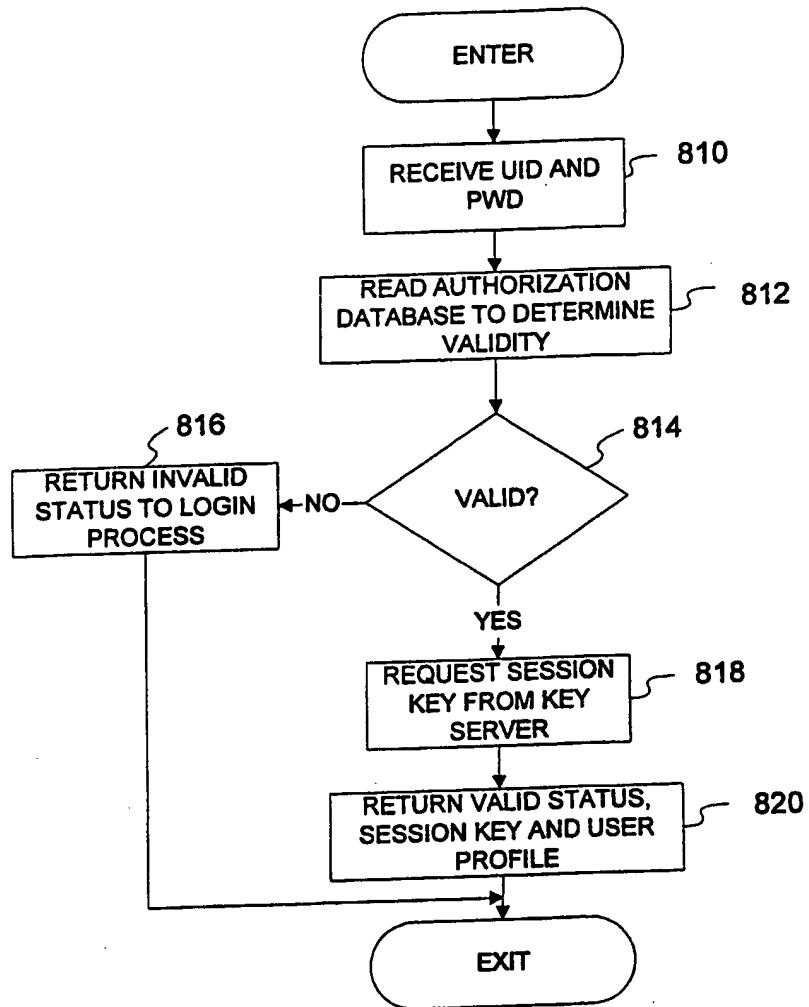 ENTER
RECEIVE UID AND
PWD
810
READ AUTHORIZATION
DATABASE TO DETERMINE
VALIDITY
812
816
RETURN INVALID
STATUS TO LOGIN
PROCESS
NO
VALID?
814
YES
REQUEST SESSION
KEY FROM KEY
SERVER
818
RETURN VALID STATUS,
SESSION KEY AND USER
PROFILE
820
EXIT